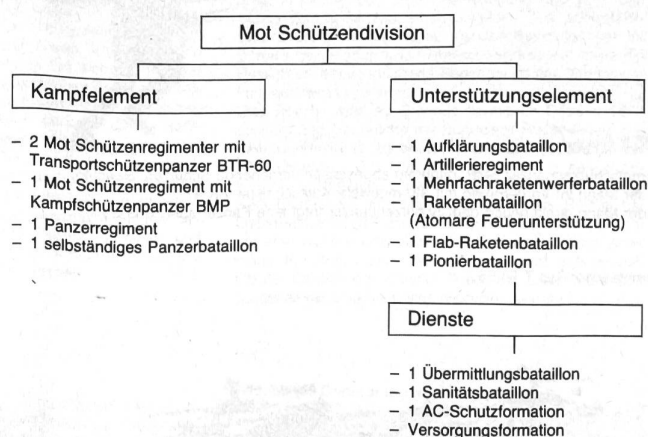 Mot Schützendivision
Kampfelement
– 2 Mot Schützenregimenter mit
Transportschützenpanzer BTR-60
– 1 Mot Schützenregiment mit
Kampfschützenpanzer BMP
– 1 Panzerregiment
– 1 selbständiges Panzerbataillon
Unterstützungselement
– 1 Aufklärungsbataillon
– 1 Artillerieregiment
– 1 Mehrfachraketenwerferbataillon
– 1 Raketenbataillon
(Atomare Feuerunterstützung)
– 1 Flab-Raketenbataillon
– 1 Pionierbataillon
Dienste
– 1 Übermittlungsbataillon
– 1 Sanitätsbataillon
– 1 AC-Schutzformation
– Versorgungsformation